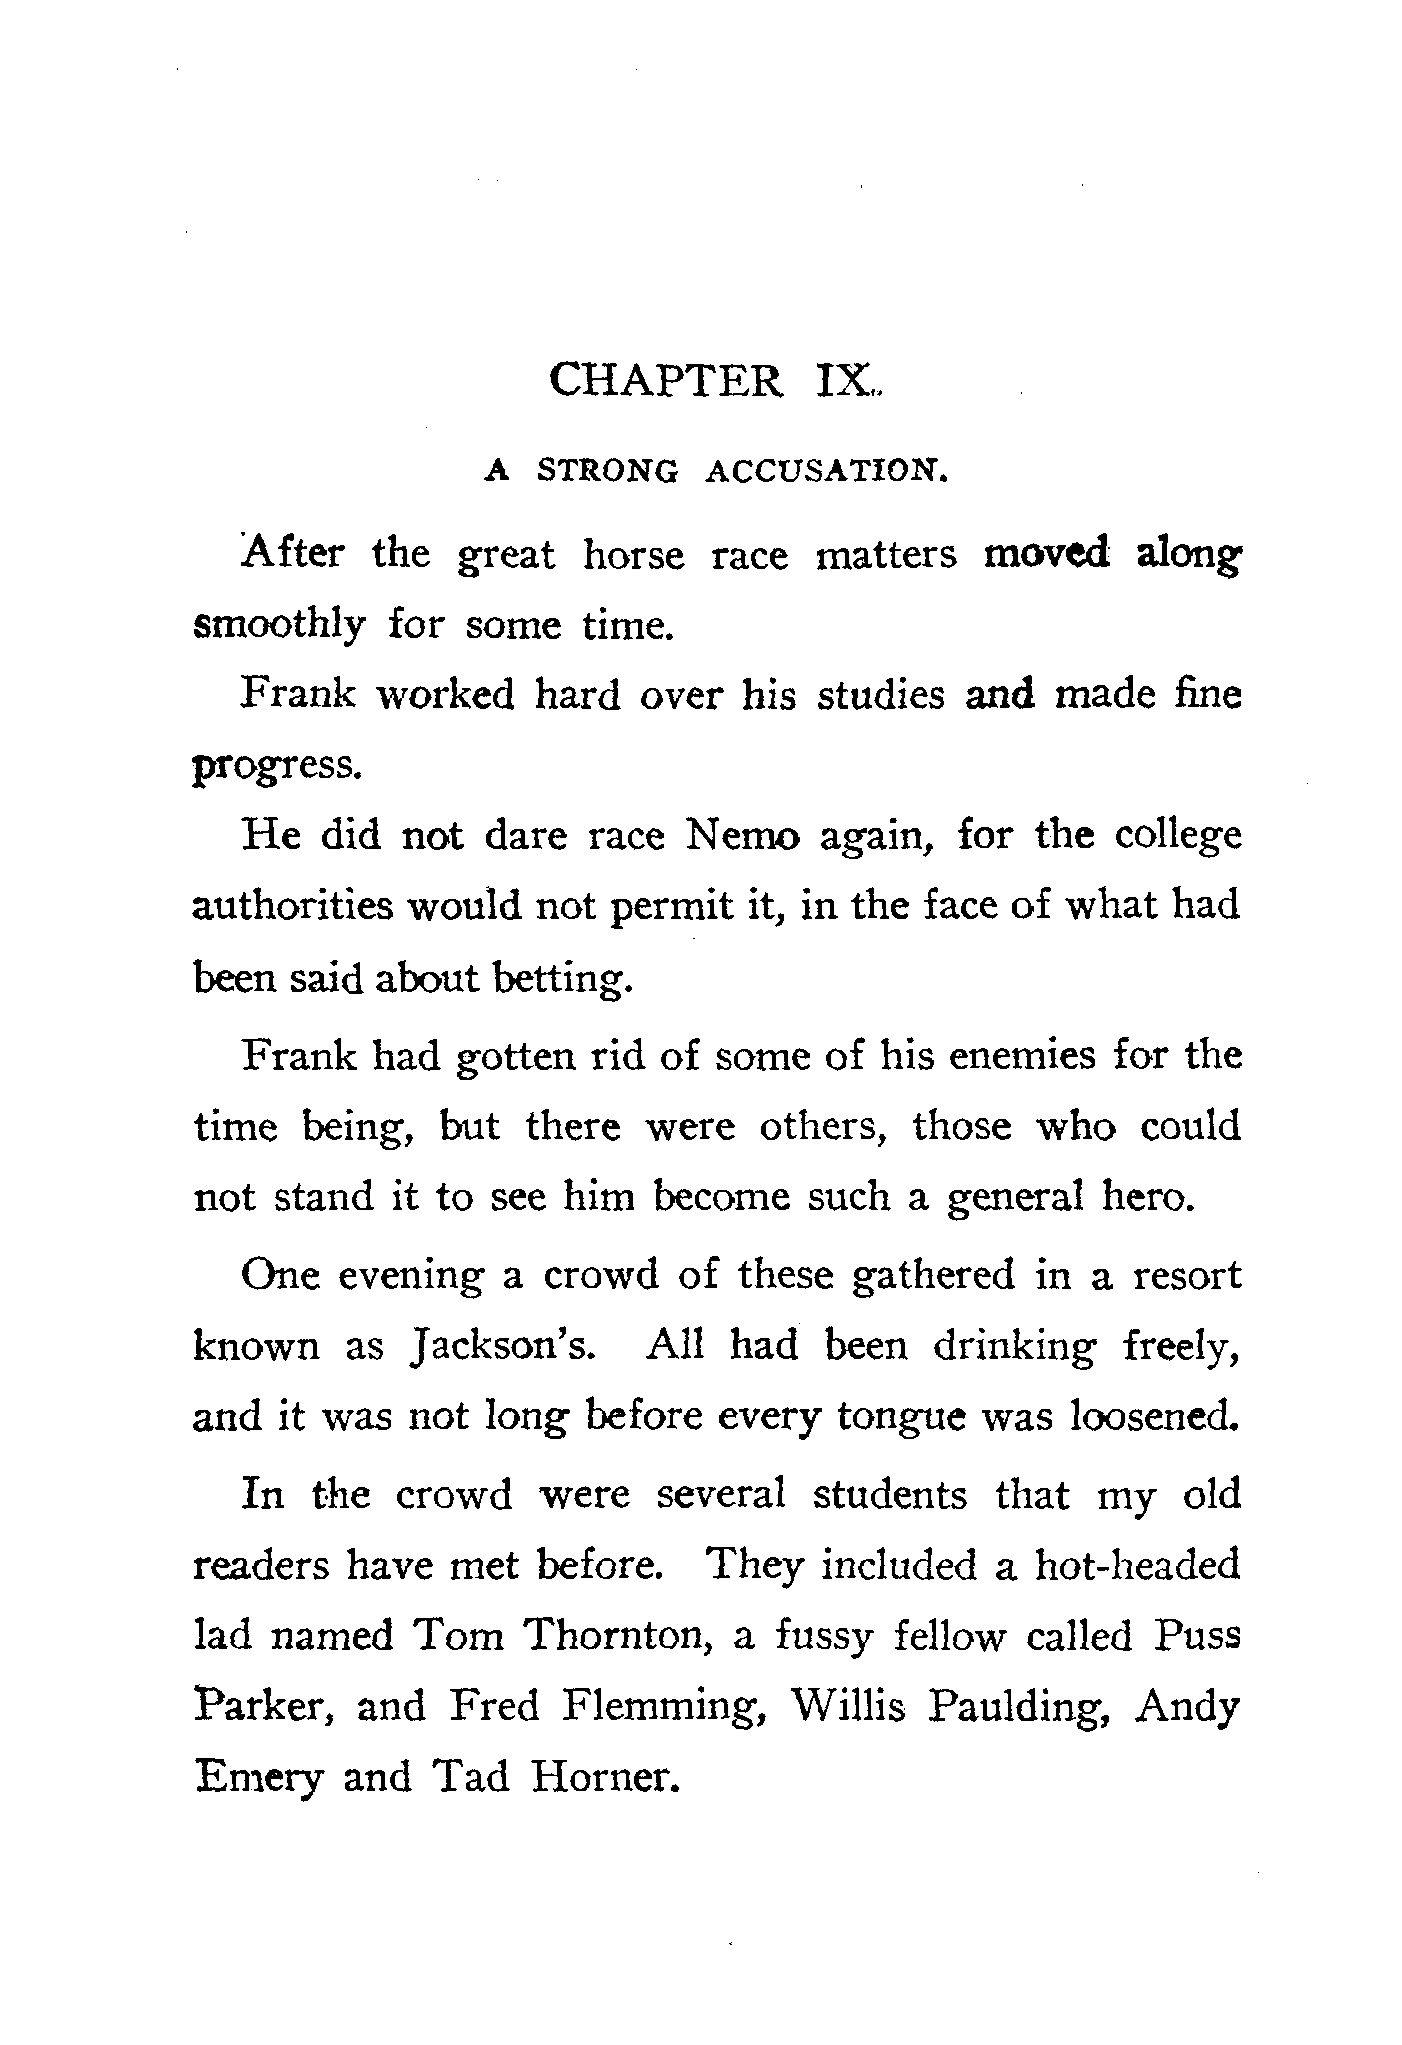 CHAPTER IX.
A STRONG ACCUSATION.
After the great horse race matters moved along
smoothly for some time.
Frank worked hard over his studies and made fine
progress.
He did not dare race Nemo again, for the college
authorities would not permit it, in the face of what had
been said about betting.
Frank had gotten rid of some of his enemies for the
time being, but there were others, those who could
not stand it to see him become such a general hero.
One evening a crowd of these gathered in a resort
known as Jackson's. All had been drinking freely,
and it was not long before every tongue was loosened.
In the crowd were several students that my old
readers have met before. They included a hot-headed
lad named Tom Thornton, a fussy fellow called Puss
Parker, and Fred Flemming, Willis Paulding, Andy
Emery and Tad Horner.